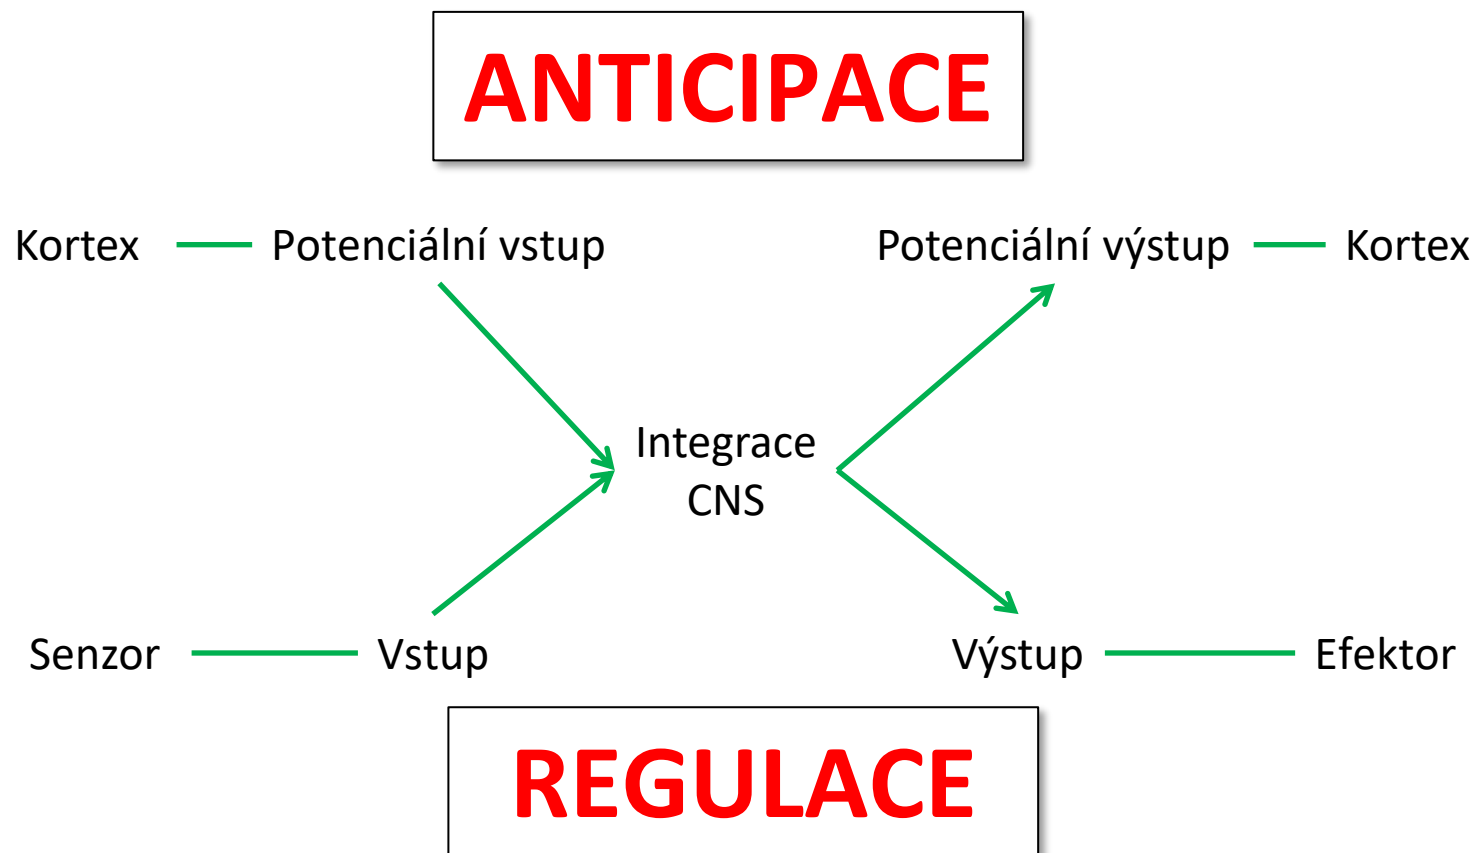 ANTICIPACE
Kortex
Potenciální vstup
Potenciální výstup
Kortex
Integrace
CNS
Senzor
Vstup
Výstup
Efektor
REGULACE